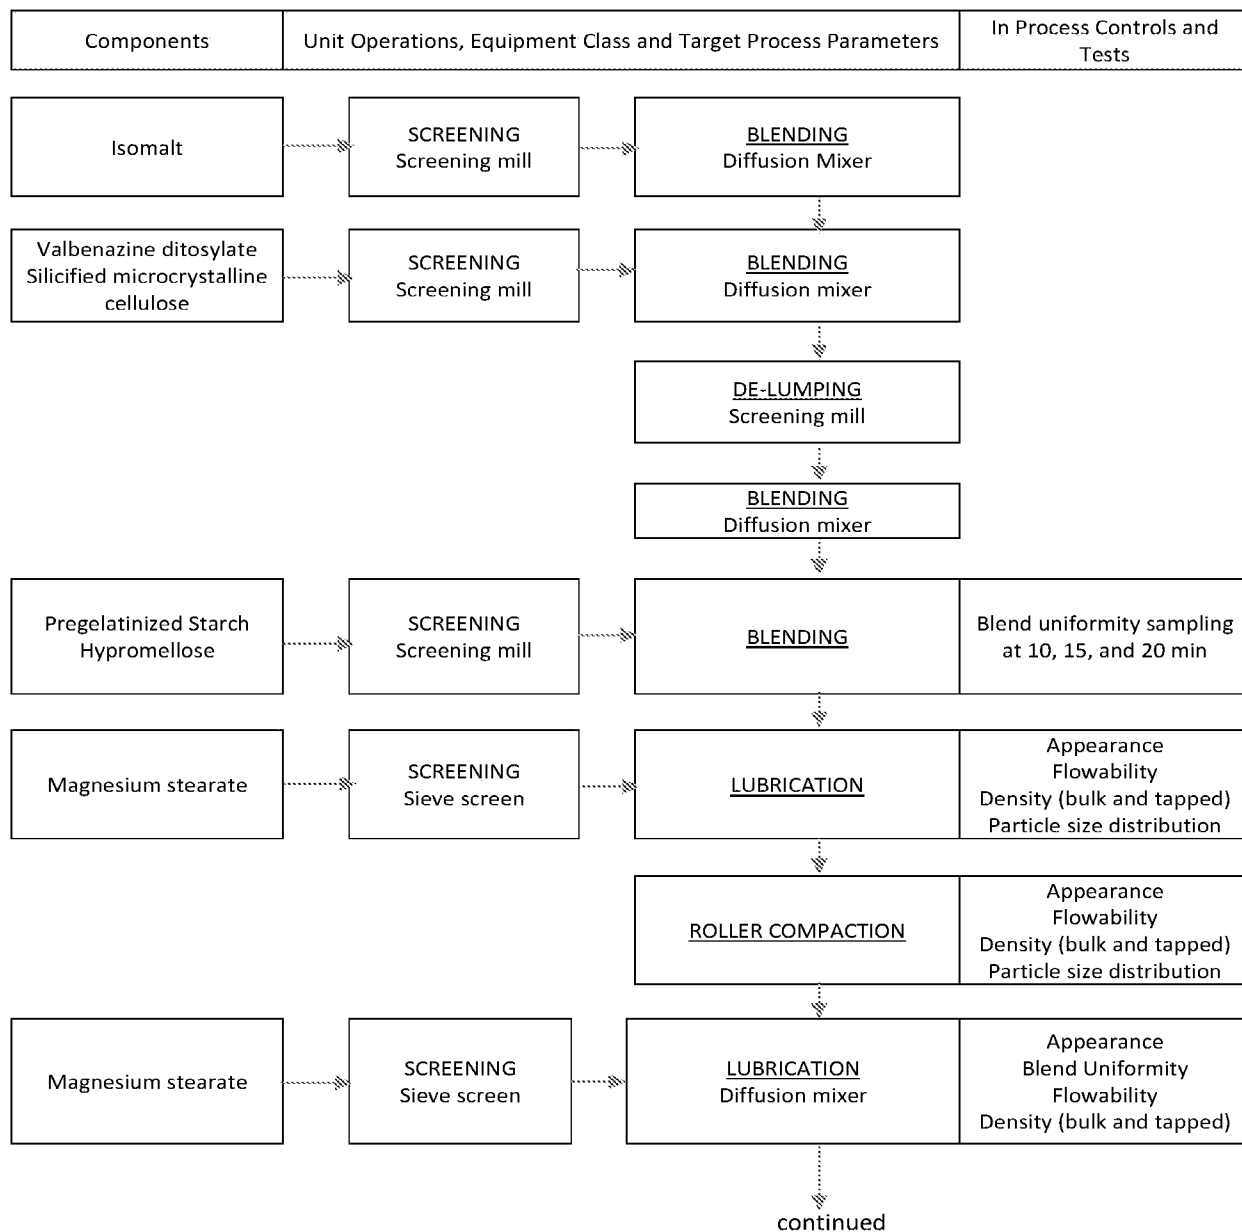 Components
Unit Operations, Equipment Class and Target Process Parameters
In Process Controls and
Tests
Isomalt
SCREENING
Screening mill
BLENDING
Diffusion Mixer
Valbenazine ditosylate
Silicified microcrystalline
cellulose
SCREENING
Screening mill
BLENDING
Diffusion mixer
DE-LUMPING
Screening mill
BLENDING
Diffusion mixer
Pregelatinized Starch
Hypromellose
SCREENING
Screening mill
BLENDING
Blend uniformity sampling
at 10, 15, and 20 min
Magnesium stearate
SCREENING
Sieve screen
LUBRICATION
Appearance
Flowability
Density (bulk and tapped)
Particle size distribution
ROLLER COMPACTION
Appearance
Flowability
Density (bulk and tapped)
Particle size distribution
Magnesium stearate
SCREENING
Sieve screen
LUBRICATION
Diffusion mixer
Appearance
Blend Uniformity
Flowability
Density (bulk and tapped)
continued